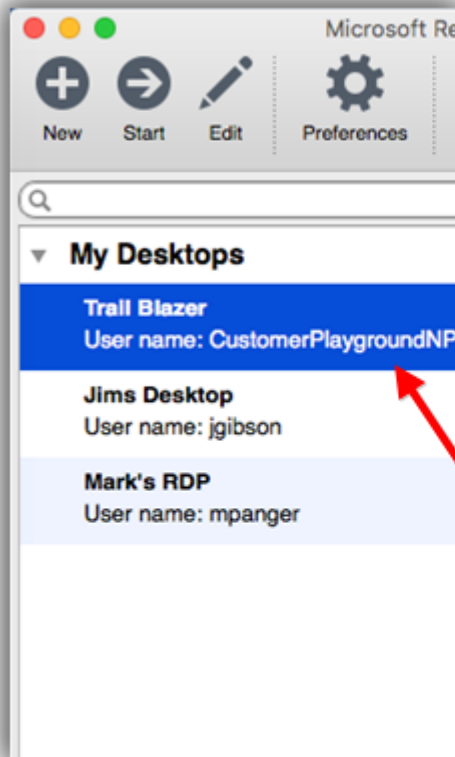 Microsoft Re
New Start Edit Preferences
My Desktops
Trail Blazer
User name: CustomerPlaygroundNP
Jims Desktop
User name: jgibson
Mark's RDP
User name: mpanger